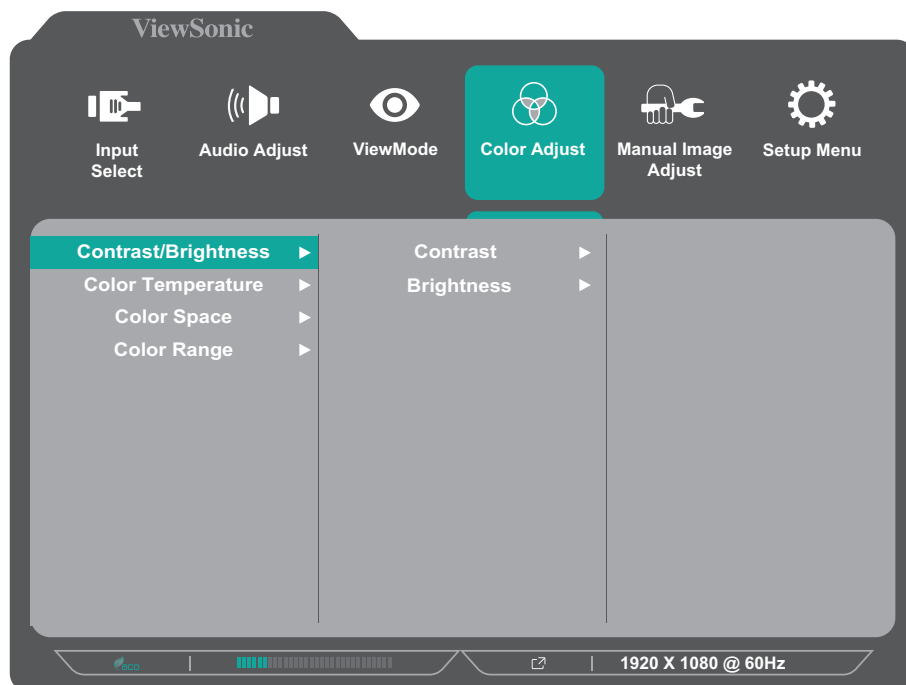 ViewSonic
Input
Select
Audio Adjust
ViewMode
Color Adjust
Manual Image
Adjust
Setup Menu
Contrast/Brightness
Color Temperature
Color Space
Color Range
Contrast
Brightness
eco
1920 X 1080 @ 60Hz